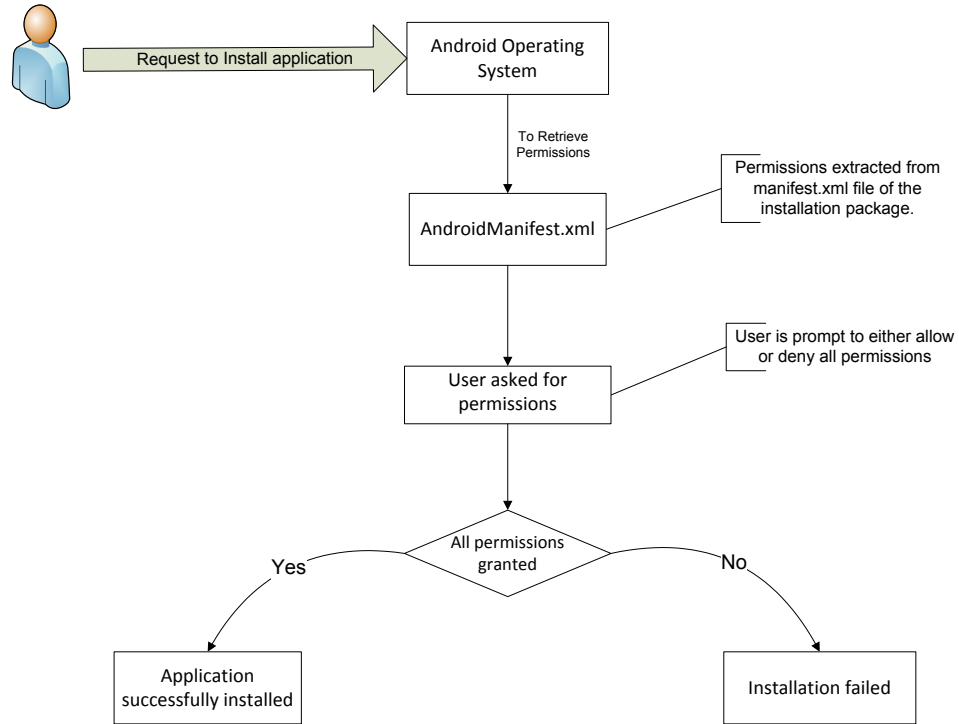 Request to Install application
Android Operating
System
To Retrieve
Permissions
Permissions extracted from
manifest.xml file of the
installation package.
AndroidManifest.xml
User is prompt to either allow
or deny all permissions
User asked for
permissions
All permissions
granted
Yes
No
Application
successfully installed
Installation failed